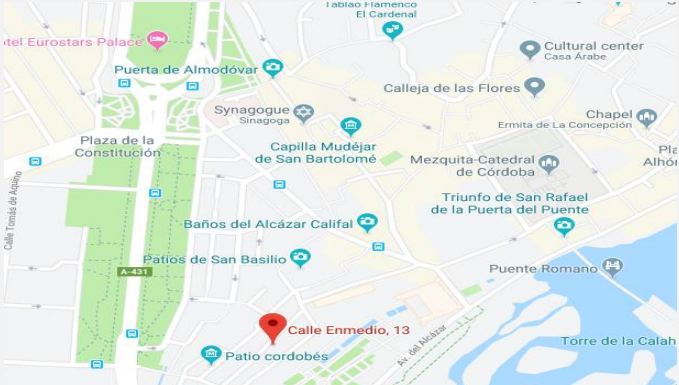 Tablao Flamenco
El Cardenal
otel Eurostars Palace
Cultural center
Casa Árabe
Puerta de Almodóvar
Calleja de las Flores
Synagogue
Sinagoga
Chapel
Ermita de La Concepción
Plaza de la
Constitución
Capilla Mudéjar
de San Bartolomé
Mezquita-Catedral
de Córdoba
Pla
Alhón
Calle Tomás de Aquino
Triunfo de San Rafael
de la Puerta del Puente
Baños del Alcázar Califal
Patios de San Basilio
A-431
Puente Romano
Calle Enmedio, 13
Av. del Alcázar
Torre de la Calah
Patio cordobés